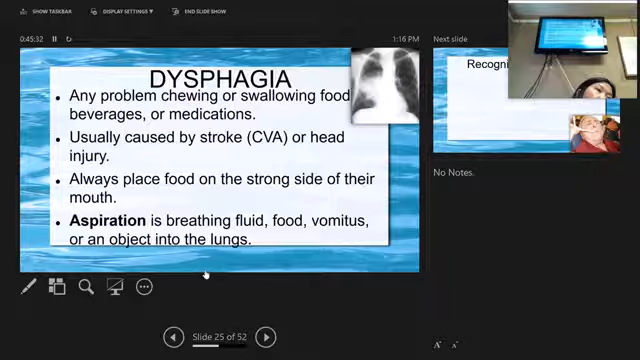 SHOW TASKBAR
DISPLAY SETTINGS ▼
END SLIDE SHOW
0:45:32
1:16 PM
Next slide
DYSPHAGIA
• Any problem chewing or swallowing food
beverages, or medications.
• Usually caused by stroke (CVA) or head
injury.
• Always place food on the strong side of their
mouth.
• Aspiration is breathing fluid, food, vomitus,
or an object into the lungs.
Recogni
No Notes.
Slide 25 of 52
A A